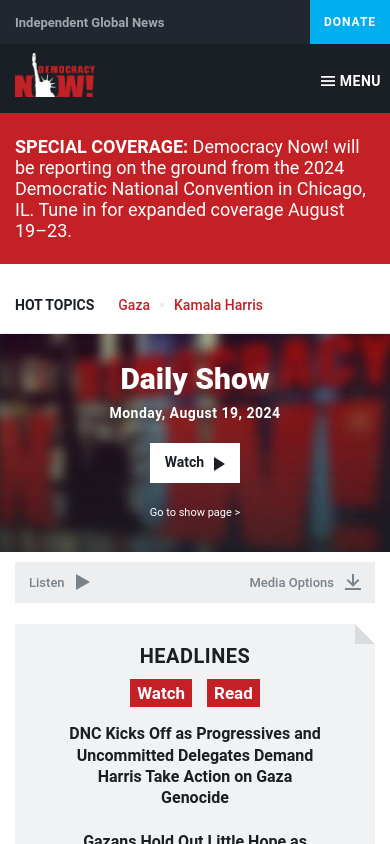 Independent Global News
DONATE
DEMOCRACY
NOW!
MENU
SPECIAL COVERAGE: Democracy Now! will
be reporting on the ground from the 2024
Democratic National Convention in Chicago,
IL. Tune in for expanded coverage August
19–23.
HOT TOPICS
Gaza
Kamala Harris
Daily Show
Monday, August 19, 2024
Watch
Go to show page >
Listen
Media Options
HEADLINES
Watch
Read
DNC Kicks Off as Progressives and
Uncommitted Delegates Demand
Harris Take Action on Gaza
Genocide
Gazans Hold Out Little Hope as